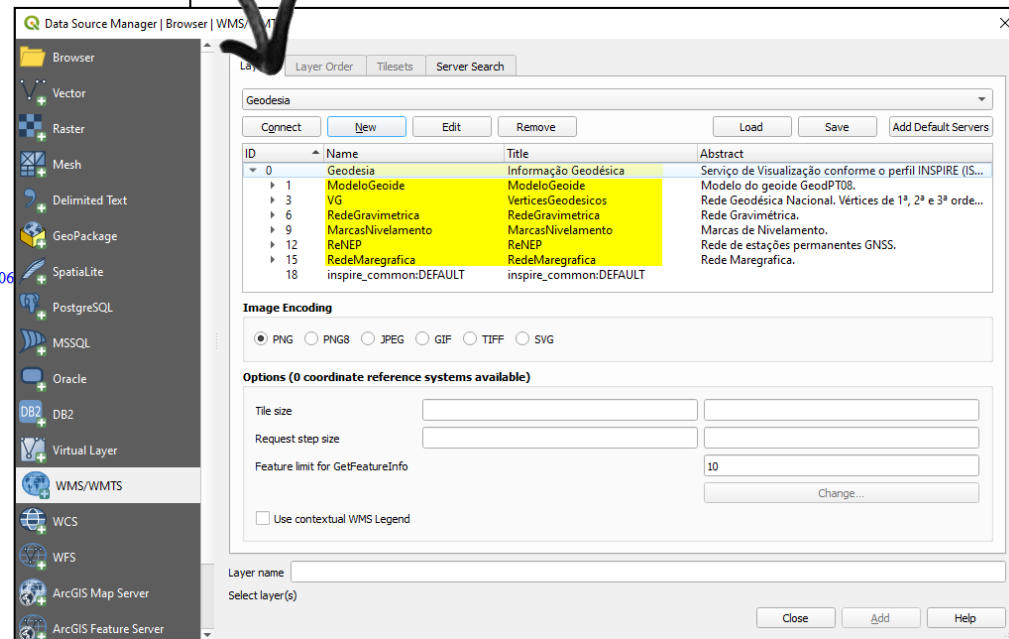 Data Source Manager | Browser | WMS/WMT
Browser
Vector
Raster
Mesh
Delimited Text
GeoPackage
06
SpatiaLite
PostgreSQL
MSSQL
Oracle
DB2 DB2
Virtual Layer
WMS/WMTS
WCS
WFS
ArcGIS Map Server
ArcGIS Feature Server
Layer Order Tilesets Server Search
Geodesia
Connect New Edit Remove Load Save Add Default Servers
ID Name Title Abstract
0 Geodesia Informação Geodésica Serviço de Visualização conforme o perfil INSPIRE (IS...
1 ModeloGeoide ModeloGeoide Modelo do geoide GeodPT08.
3 VG VerticesGeodesicos Rede Geodésica Nacional. Vértices de 1ª, 2ª e 3ª orde...
6 RedeGravimetrica RedeGravimetrica Rede Gravimétrica.
9 MarcasNivelamento MarcasNivelamento Marcas de Nivelamento.
12 ReNEP ReNEP Rede de estações permanentes GNSS.
15 RedeMaregrafica RedeMaregrafica Rede Maregrafica.
18 inspire_common:DEFAULT inspire_common:DEFAULT
Image Encoding
PNG PNG8 JPEG GIF TIFF SVG
Options (0 coordinate reference systems available)
Tile size
Request step size
Feature limit for GetFeatureInfo 10
Change...
Use contextual WMS Legend
Layer name
Select layer(s)
Close Add Help